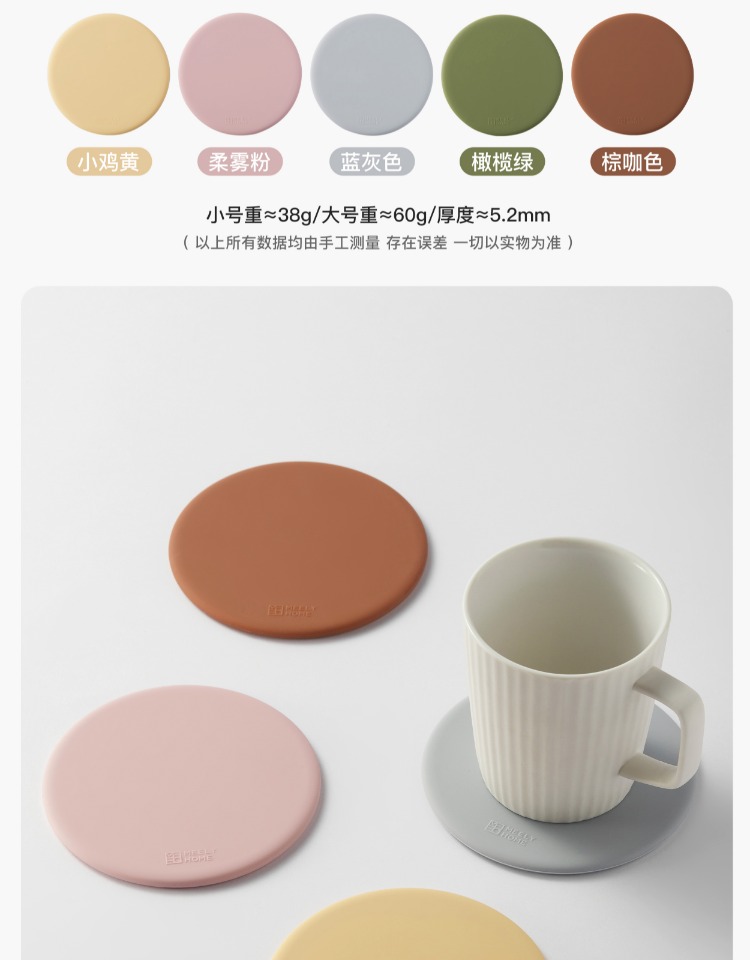 小鸡黄
柔雾粉
蓝灰色
橄榄绿
棕咖色
小号重≈38g/大号重≈60g/厚度≈5.2mm
( 以上所有数据均由手工测量 存在误差 一切以实物为准 )